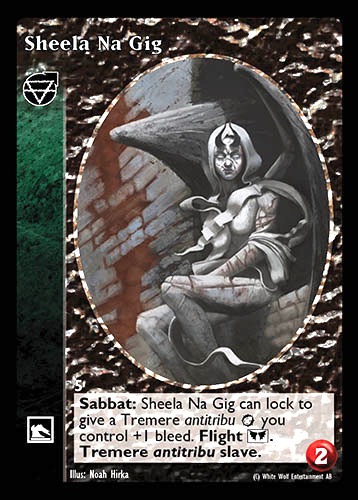 Sheela Na Gig
5
Sabbat: Sheela Na Gig can lock to
give a Tremere antitribu you
control +1 bleed. Flight.
Tremere antitribu slave.
2
Illus: Noah Hirka
(C) White Wolf Entertainment AB